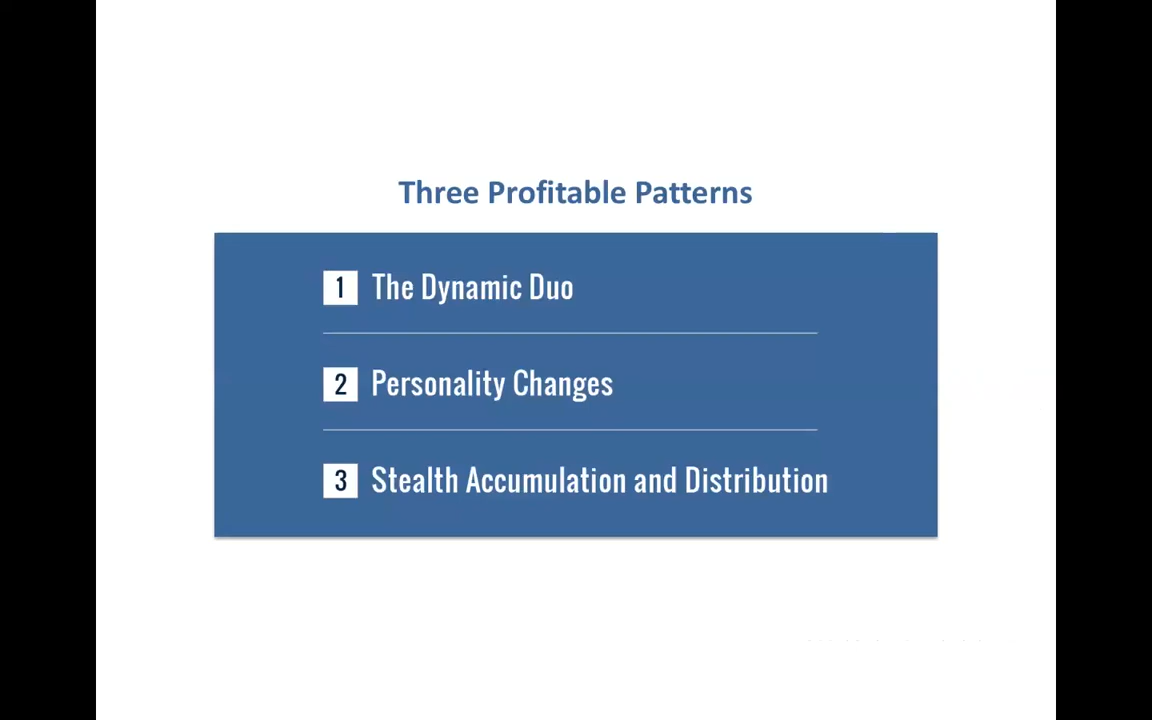 Three Profitable Patterns
1 The Dynamic Duo
2 Personality Changes
3 Stealth Accumulation and Distribution